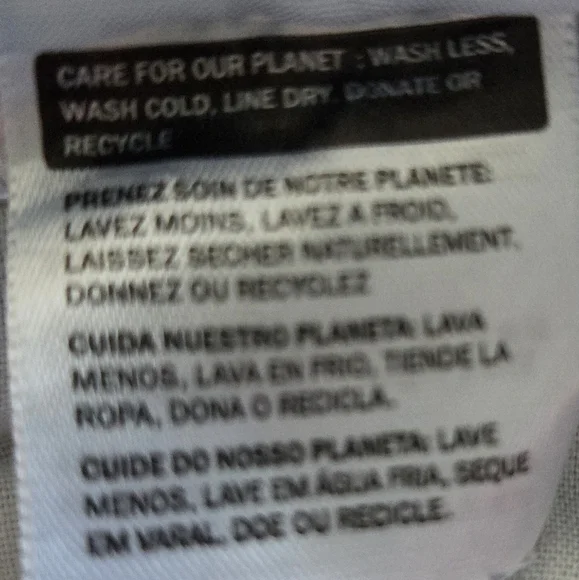 CARE FOR OUR PLANET : WASH LESS,
WASH COLD, LINE DRY. DONATE OR
RECYCLE
PRENEZ SOIN DE NOTRE PLANETE:
LAVEZ MOINS, LAVEZ A FROID,
LAISSEZ SECHER NATURELLEMENT,
DONNEZ OU RECYCLEZ
CUIDA NUESTRO PLANETA: LAVA
MENOS, LAVA EN FRIO, TIENDE LA
ROPA, DONA O RECICLA.
CUIDE DO NOSSO PLANETA: LAVE
MENOS, LAVE EM ÁGUA FRIA, SEQUE
EM VARAL, DOE OU RECICLE.